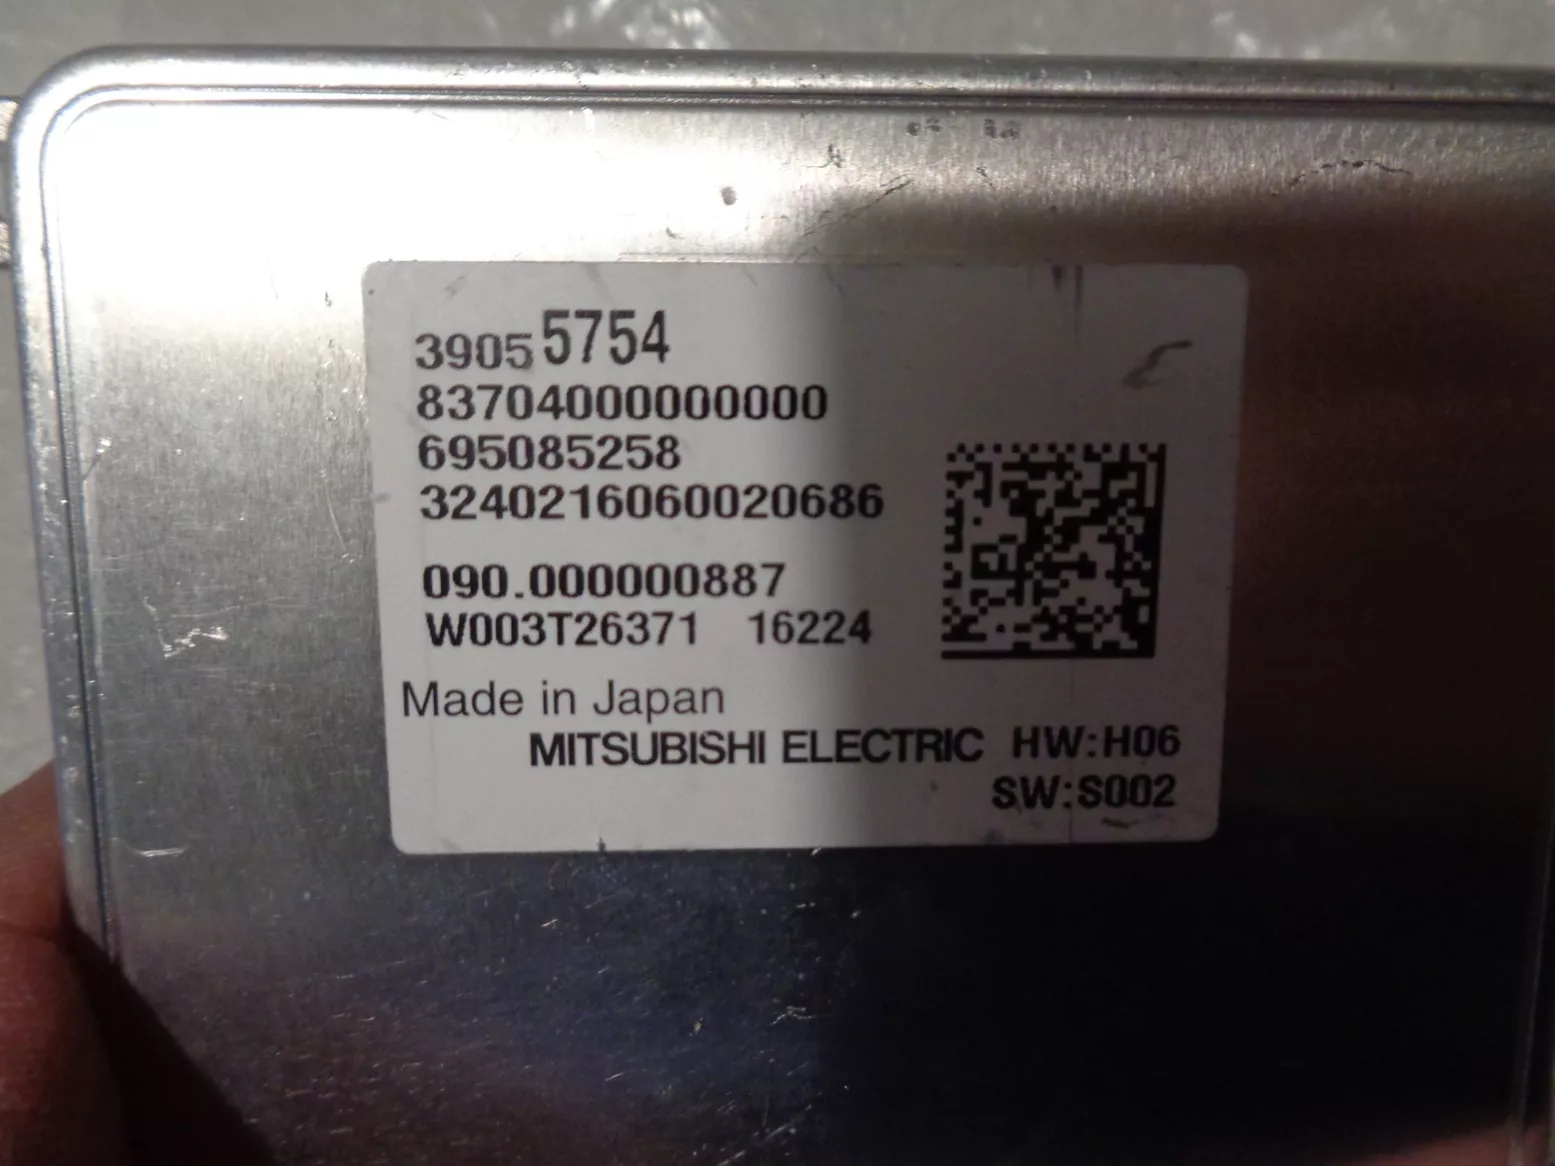 39055754
83704000000000
695085258
3240216060020686
090.000000887
W003T26371 16224
Made in Japan
MITSUBISHI ELECTRIC HW:H06
SW:S002